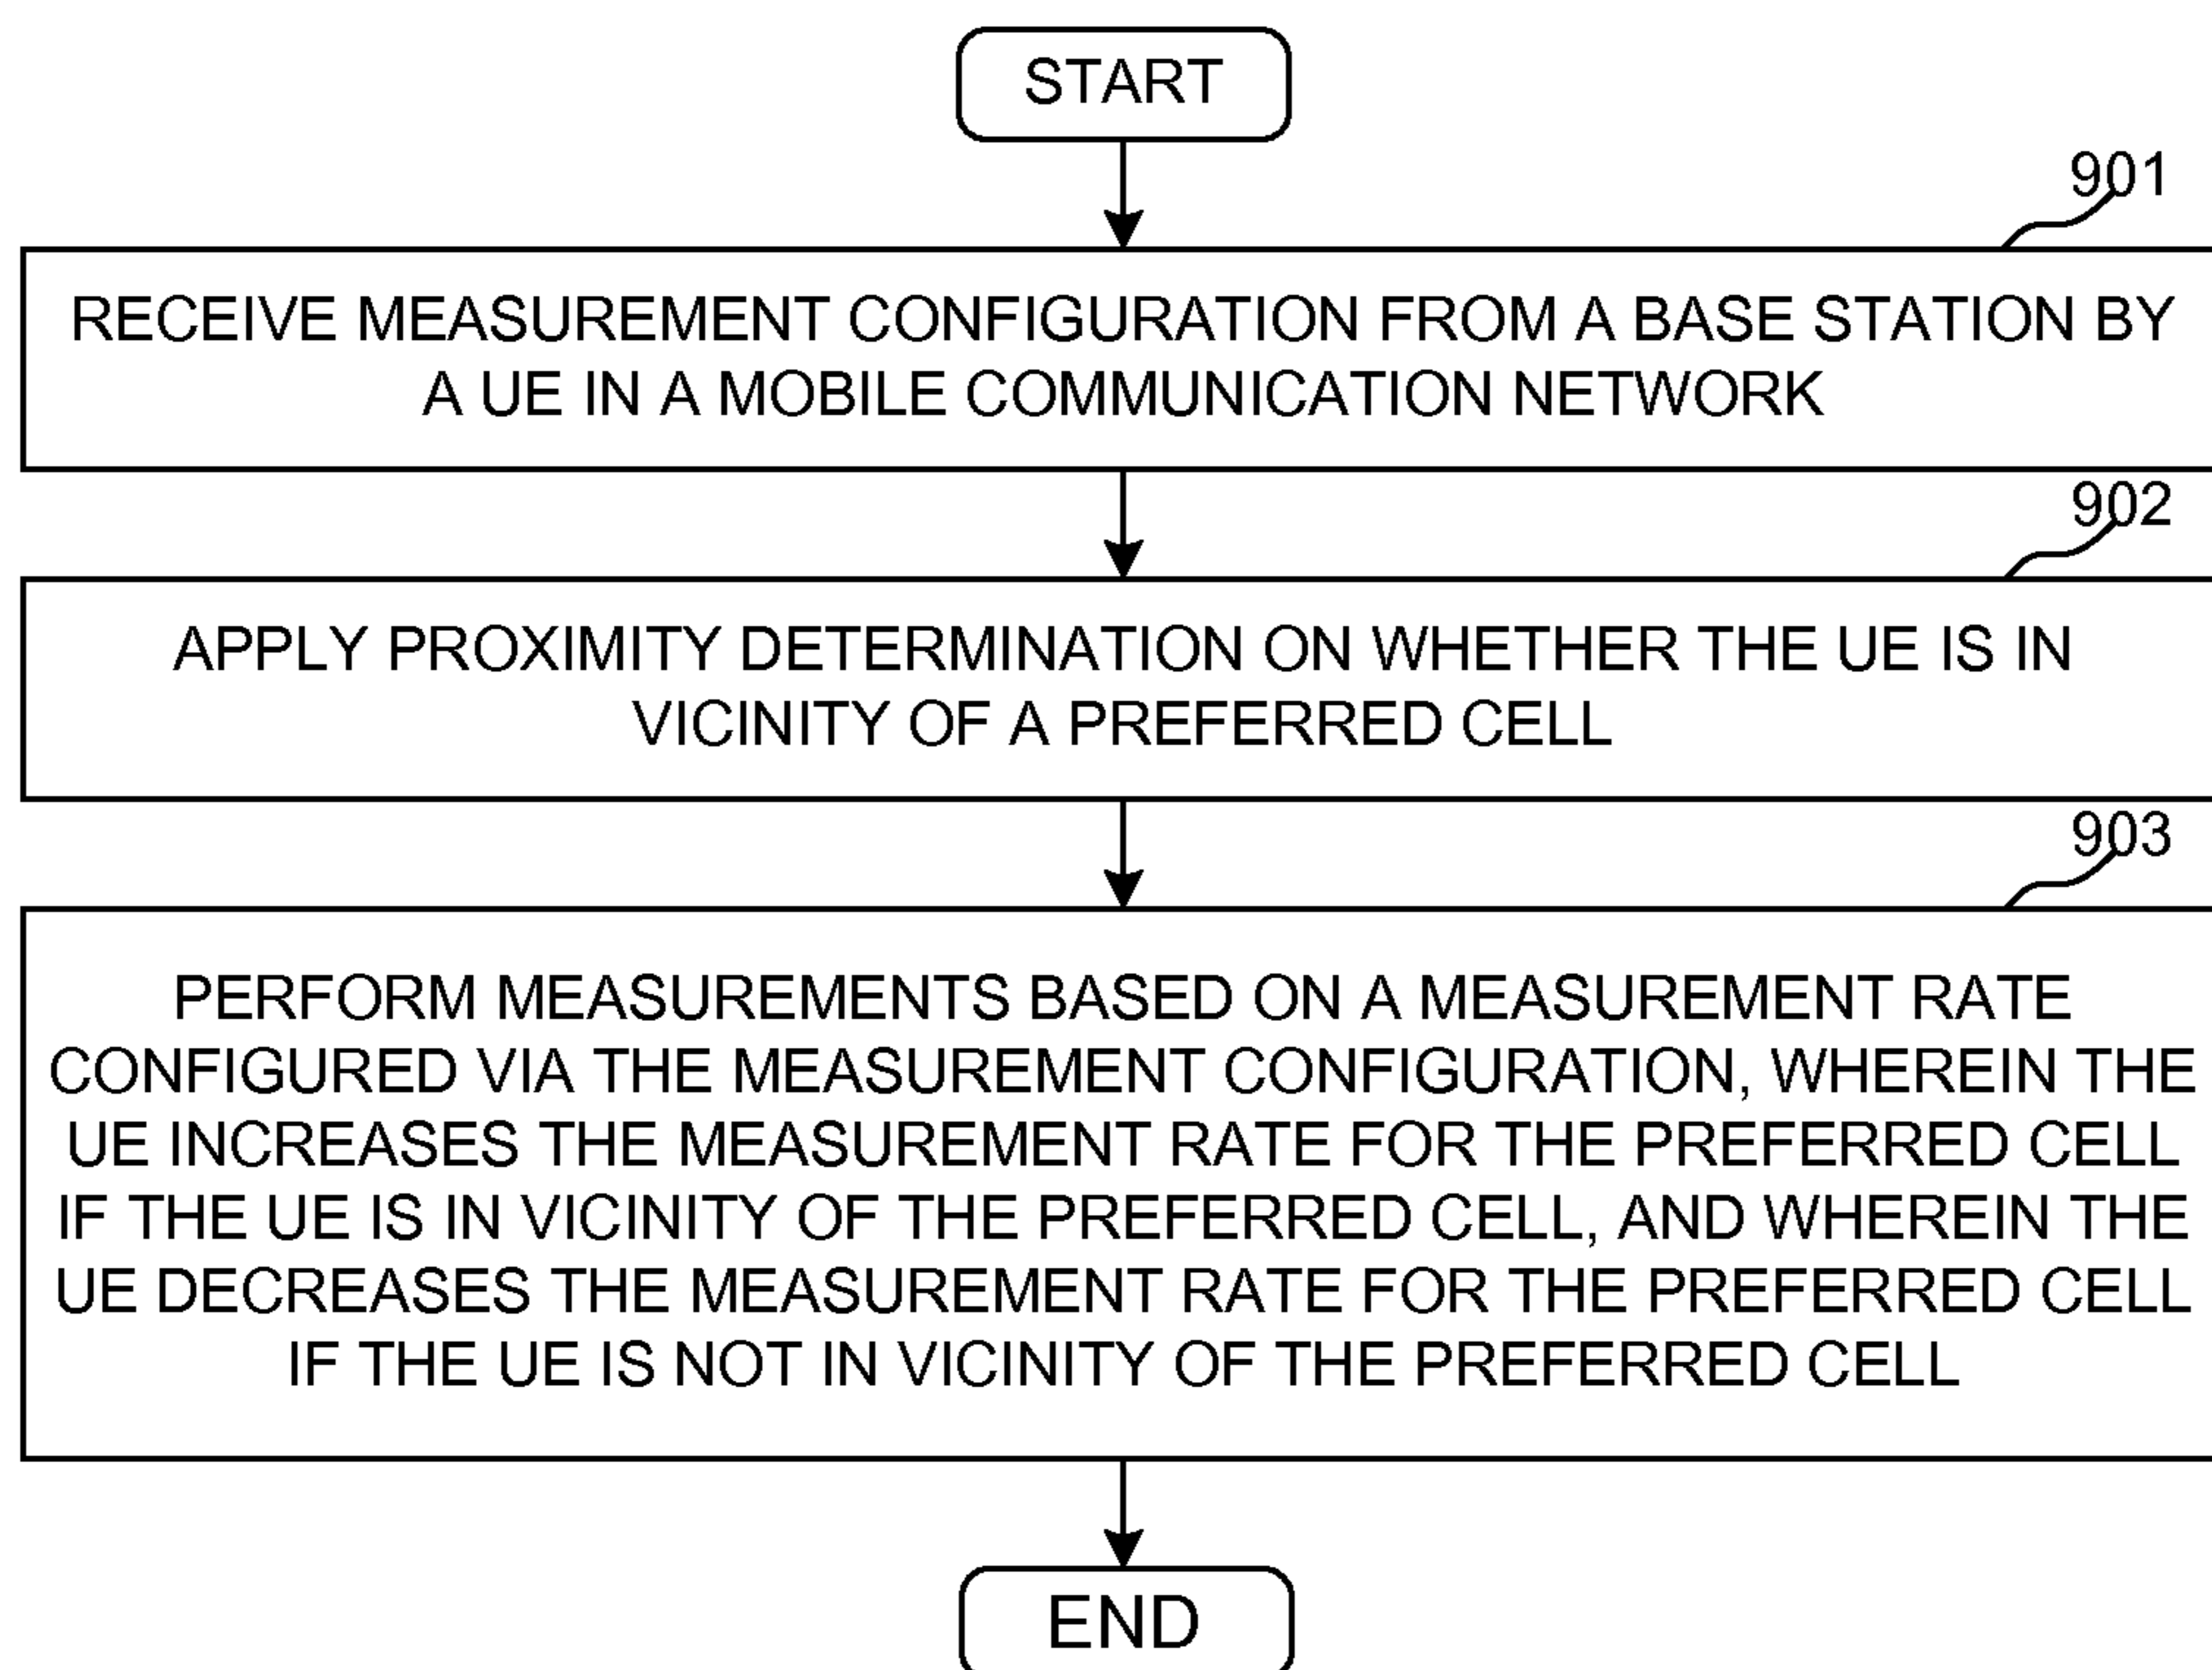 START
901
RECEIVE MEASUREMENT CONFIGURATION FROM A BASE STATION BY
A UE IN A MOBILE COMMUNICATION NETWORK
902
APPLY PROXIMITY DETERMINATION ON WHETHER THE UE IS IN
VICINITY OF A PREFERRED CELL
903
PERFORM MEASUREMENTS BASED ON A MEASUREMENT RATE
CONFIGURED VIA THE MEASUREMENT CONFIGURATION, WHEREIN THE
UE INCREASES THE MEASUREMENT RATE FOR THE PREFERRED CELL
IF THE UE IS IN VICINITY OF THE PREFERRED CELL, AND WHEREIN THE
UE DECREASES THE MEASUREMENT RATE FOR THE PREFERRED CELL
IF THE UE IS NOT IN VICINITY OF THE PREFERRED CELL
END